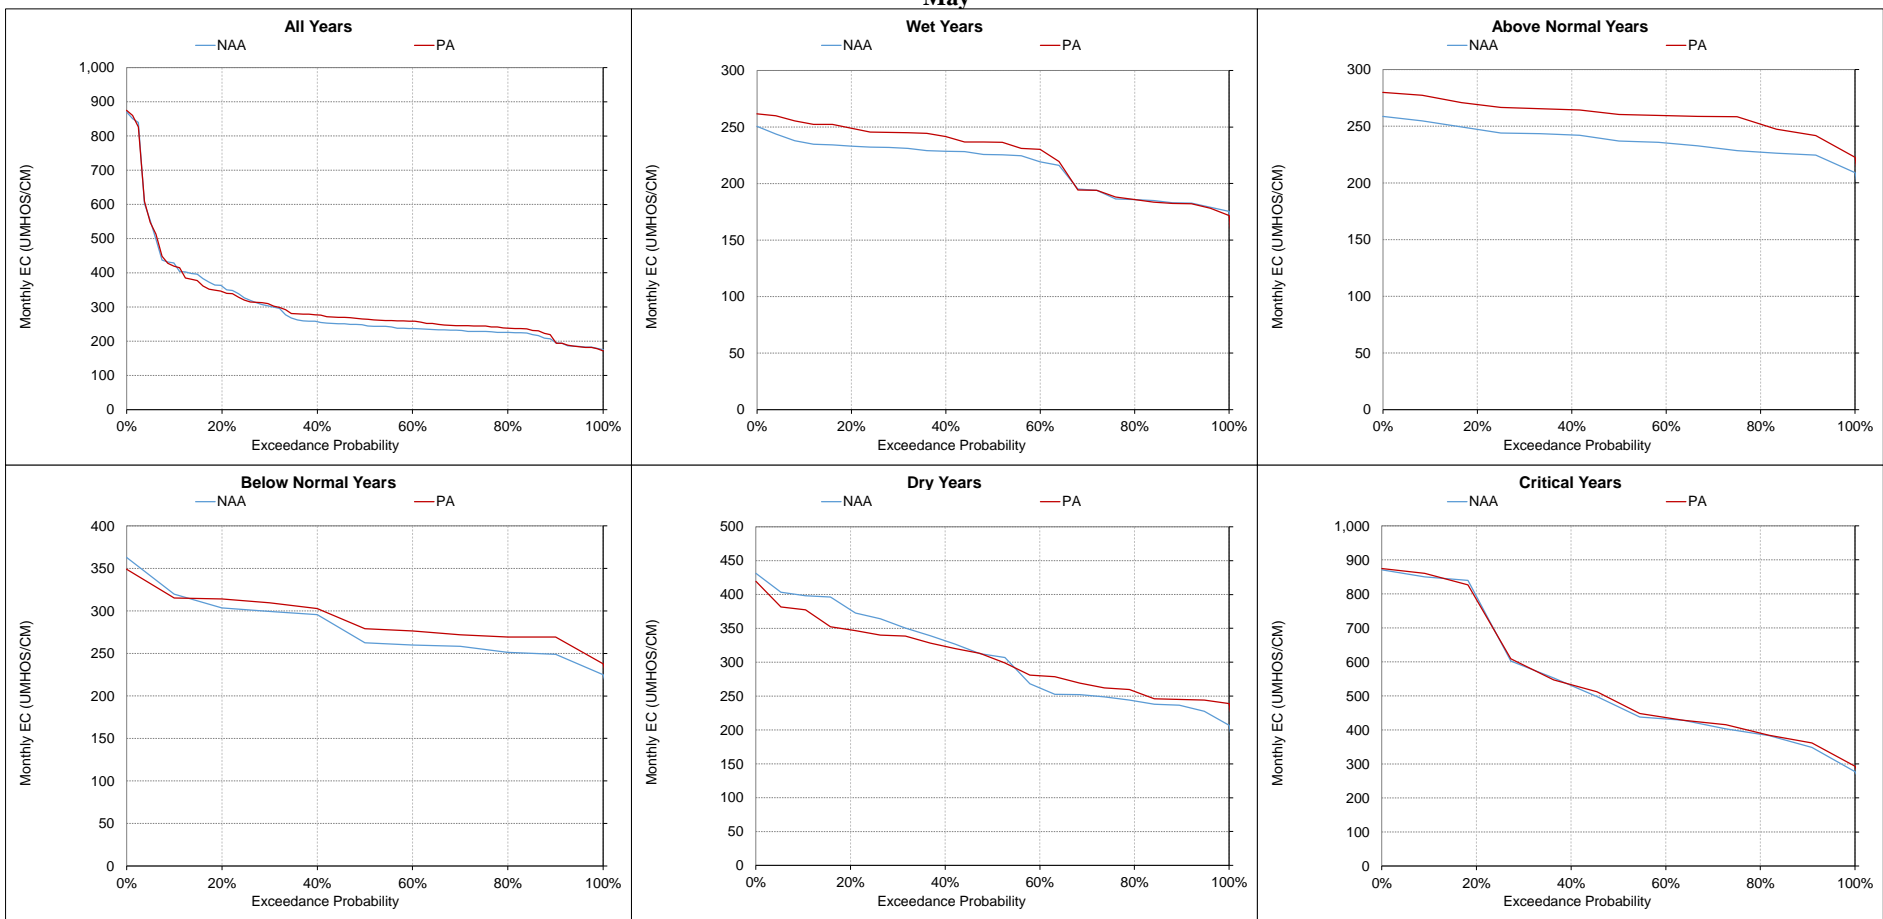 May
All Years
NAA PA
1,000
900
800
700
600
500
400
300
200
100
0
Monthly EC (UMHOS/CM)
0% 20% 40% 60% 80% 100%
Exceedance Probability
Wet Years
NAA PA
300
250
200
150
100
50
0
Monthly EC (UMHOS/CM)
0% 20% 40% 60% 80% 100%
Exceedance Probability
Above Normal Years
NAA PA
300
250
200
150
100
50
0
Monthly EC (UMHOS/CM)
0% 20% 40% 60% 80% 100%
Exceedance Probability
Below Normal Years
NAA PA
400
350
300
250
200
150
100
50
0
Monthly EC (UMHOS/CM)
0% 20% 40% 60% 80% 100%
Exceedance Probability
Dry Years
NAA PA
500
450
400
350
300
250
200
150
100
50
0
Monthly EC (UMHOS/CM)
0% 20% 40% 60% 80% 100%
Exceedance Probability
Critical Years
NAA PA
1,000
900
800
700
600
500
400
300
200
100
0
Monthly EC (UMHOS/CM)
0% 20% 40% 60% 80% 100%
Exceedance Probability